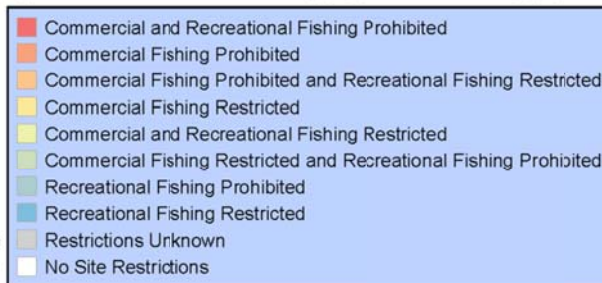 Commercial and Recreational Fishing Prohibited
Commercial Fishing Prohibited
Commercial Fishing Prohibited and Recreational Fishing Restricted
Commercial Fishing Restricted
Commercial and Recreational Fishing Restricted
Commercial Fishing Restricted and Recreational Fishing Prohibited
Recreational Fishing Prohibited
Recreational Fishing Restricted
Restrictions Unknown
No Site Restrictions